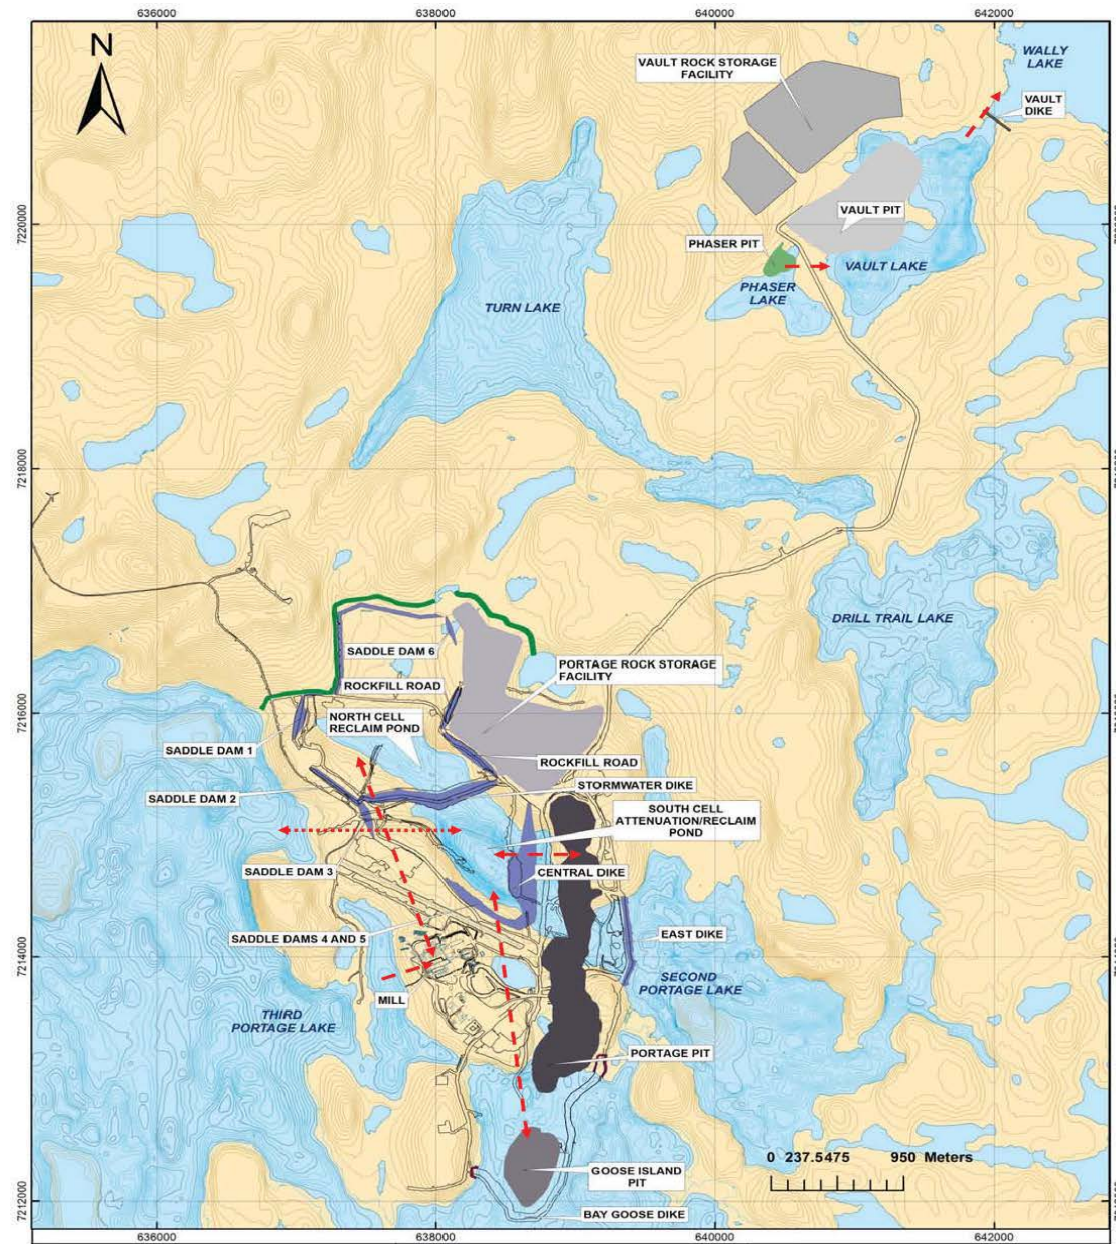 636000
638000
640000
642000
N
WALLY
LAKE
VAULT ROCK STORAGE
FACILITY
VAULT
DIKE
7220000
VAULT PIT
PHASER PIT
VAULT LAKE
PHASER
LAKE
TURN LAKE
7218000
DRILL TRAIL LAKE
SADDLE DAM 6
PORTAGE ROCK STORAGE
FACILITY
ROCKFILL ROAD
7216000
NORTH CELL
RECLAIM POND
SADDLE DAM 1
ROCKFILL ROAD
STORMWATER DIKE
SADDLE DAM 2
SOUTH CELL
ATTENUATION/RECLAIM
POND
SADDLE DAM 3
CENTRAL DIKE
SADDLE DAMS 4 AND 5
EAST DIKE
7214000
SECOND
PORTAGE LAKE
MILL
THIRD
PORTAGE LAKE
PORTAGE PIT
0 237.5475 950 Meters
GOOSE ISLAND
PIT
7212000
BAY GOOSE DIKE
636000
638000
640000
642000